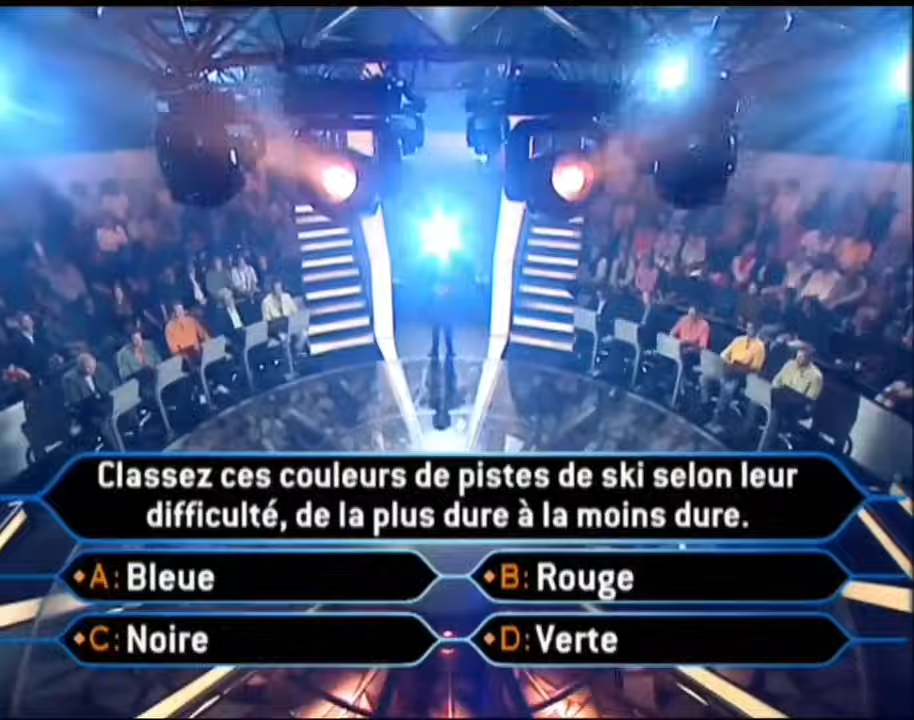 Classez ces couleurs de pistes de ski selon leur
difficulté, de la plus dure à la moins dure.
A: Bleue
B: Rouge
C: Noire
D: Verte